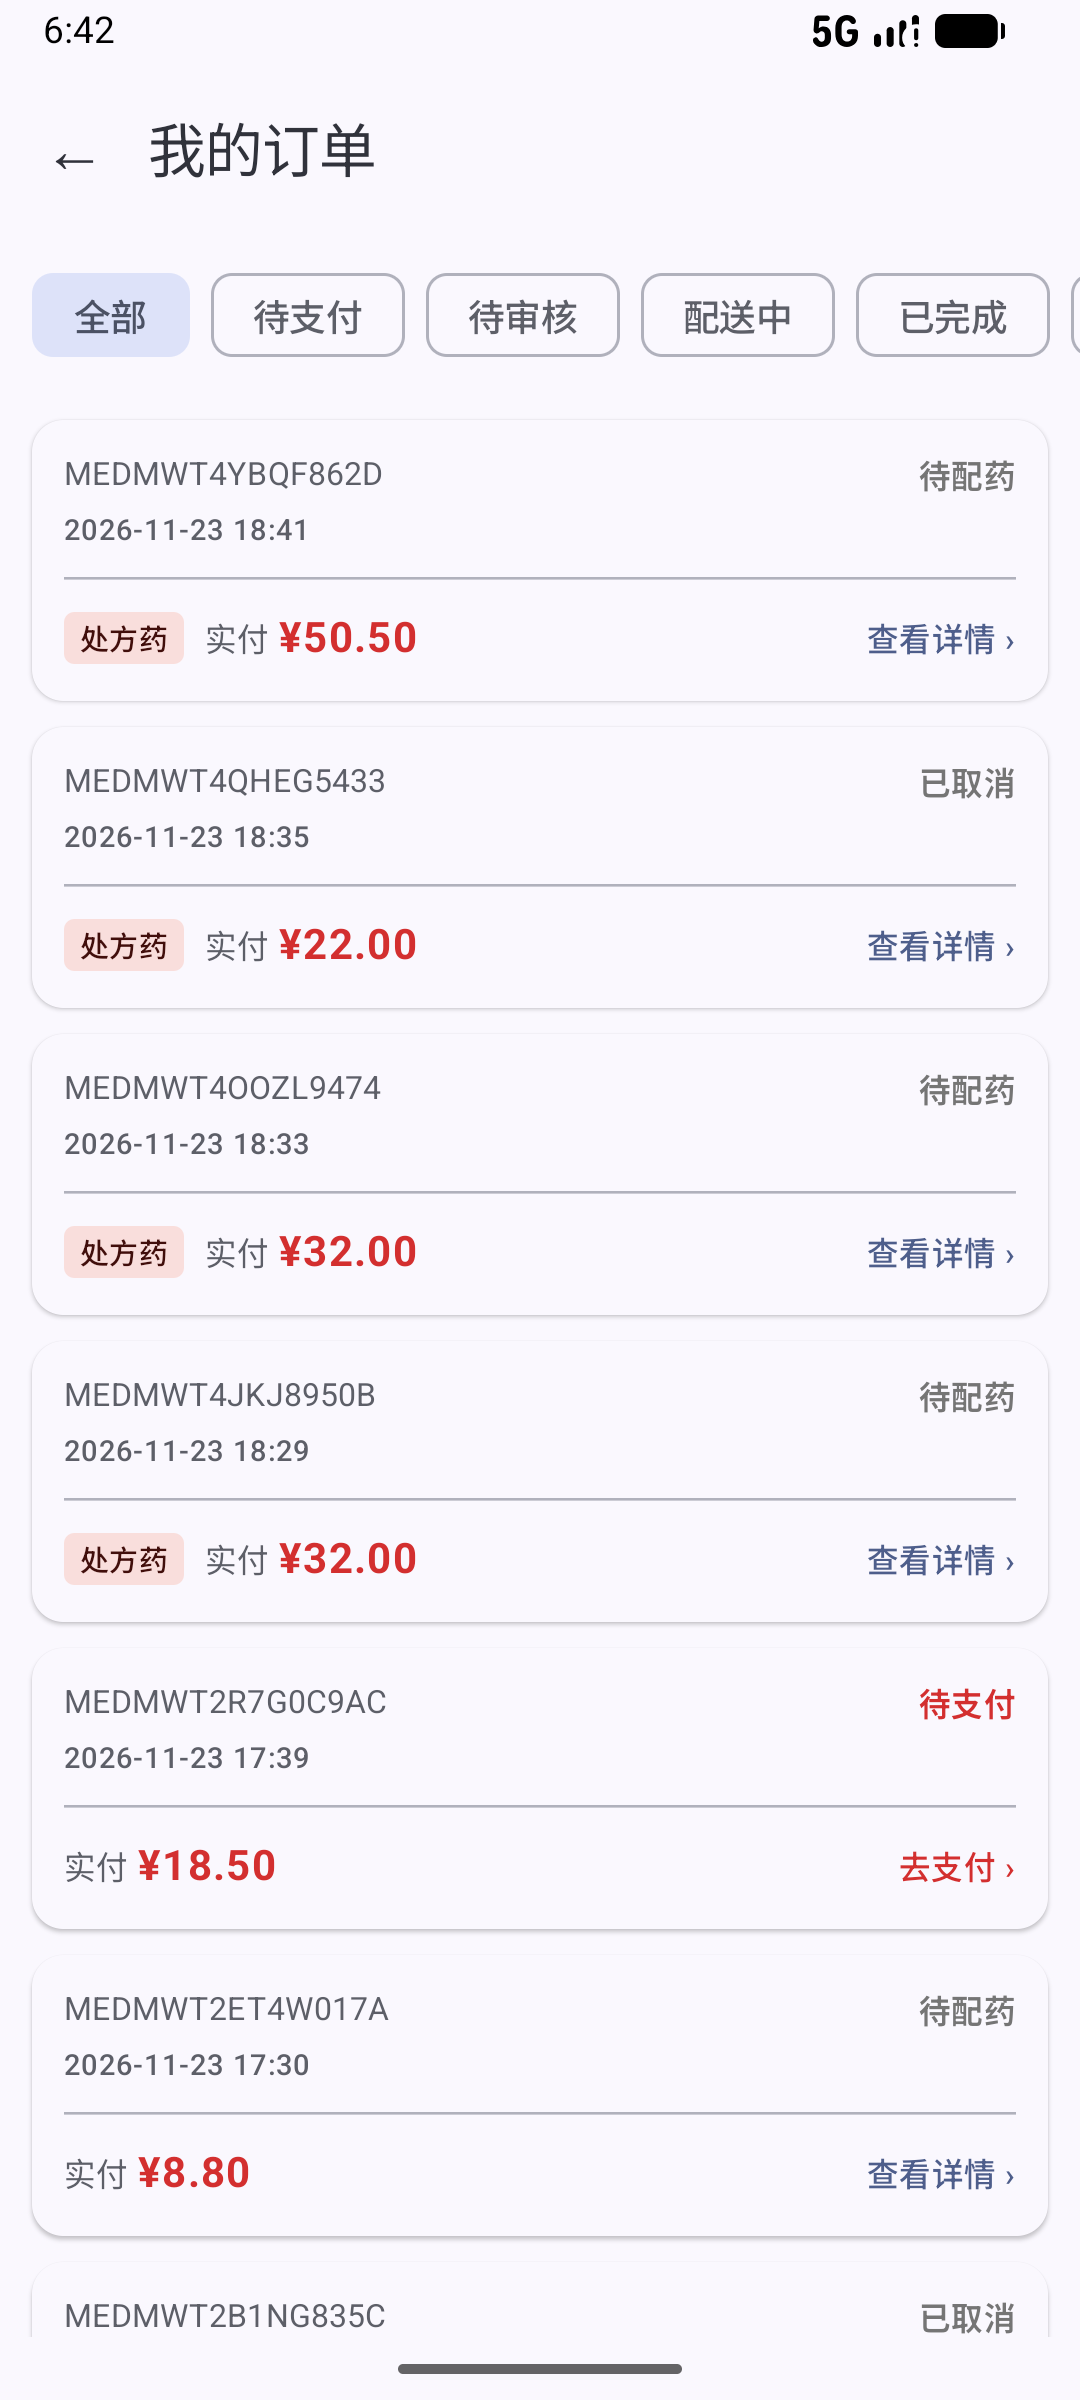 6:42 5G
← 我的订单
全部 待支付 待审核 配送中 已完成
MEDMWT4YBQF862D 待配药
2026-11-23 18:41
处方药 实付 ¥50.50 查看详情 ›
MEDMWT4QHEG5433 已取消
2026-11-23 18:35
处方药 实付 ¥22.00 查看详情 ›
MEDMWT4OOZL9474 待配药
2026-11-23 18:33
处方药 实付 ¥32.00 查看详情 ›
MEDMWT4JKJ8950B 待配药
2026-11-23 18:29
处方药 实付 ¥32.00 查看详情 ›
MEDMWT2R7G0C9AC 待支付
2026-11-23 17:39
实付 ¥18.50 去支付 ›
MEDMWT2ET4W017A 待配药
2026-11-23 17:30
实付 ¥8.80 查看详情 ›
MEDMWT2B1NG835C 已取消